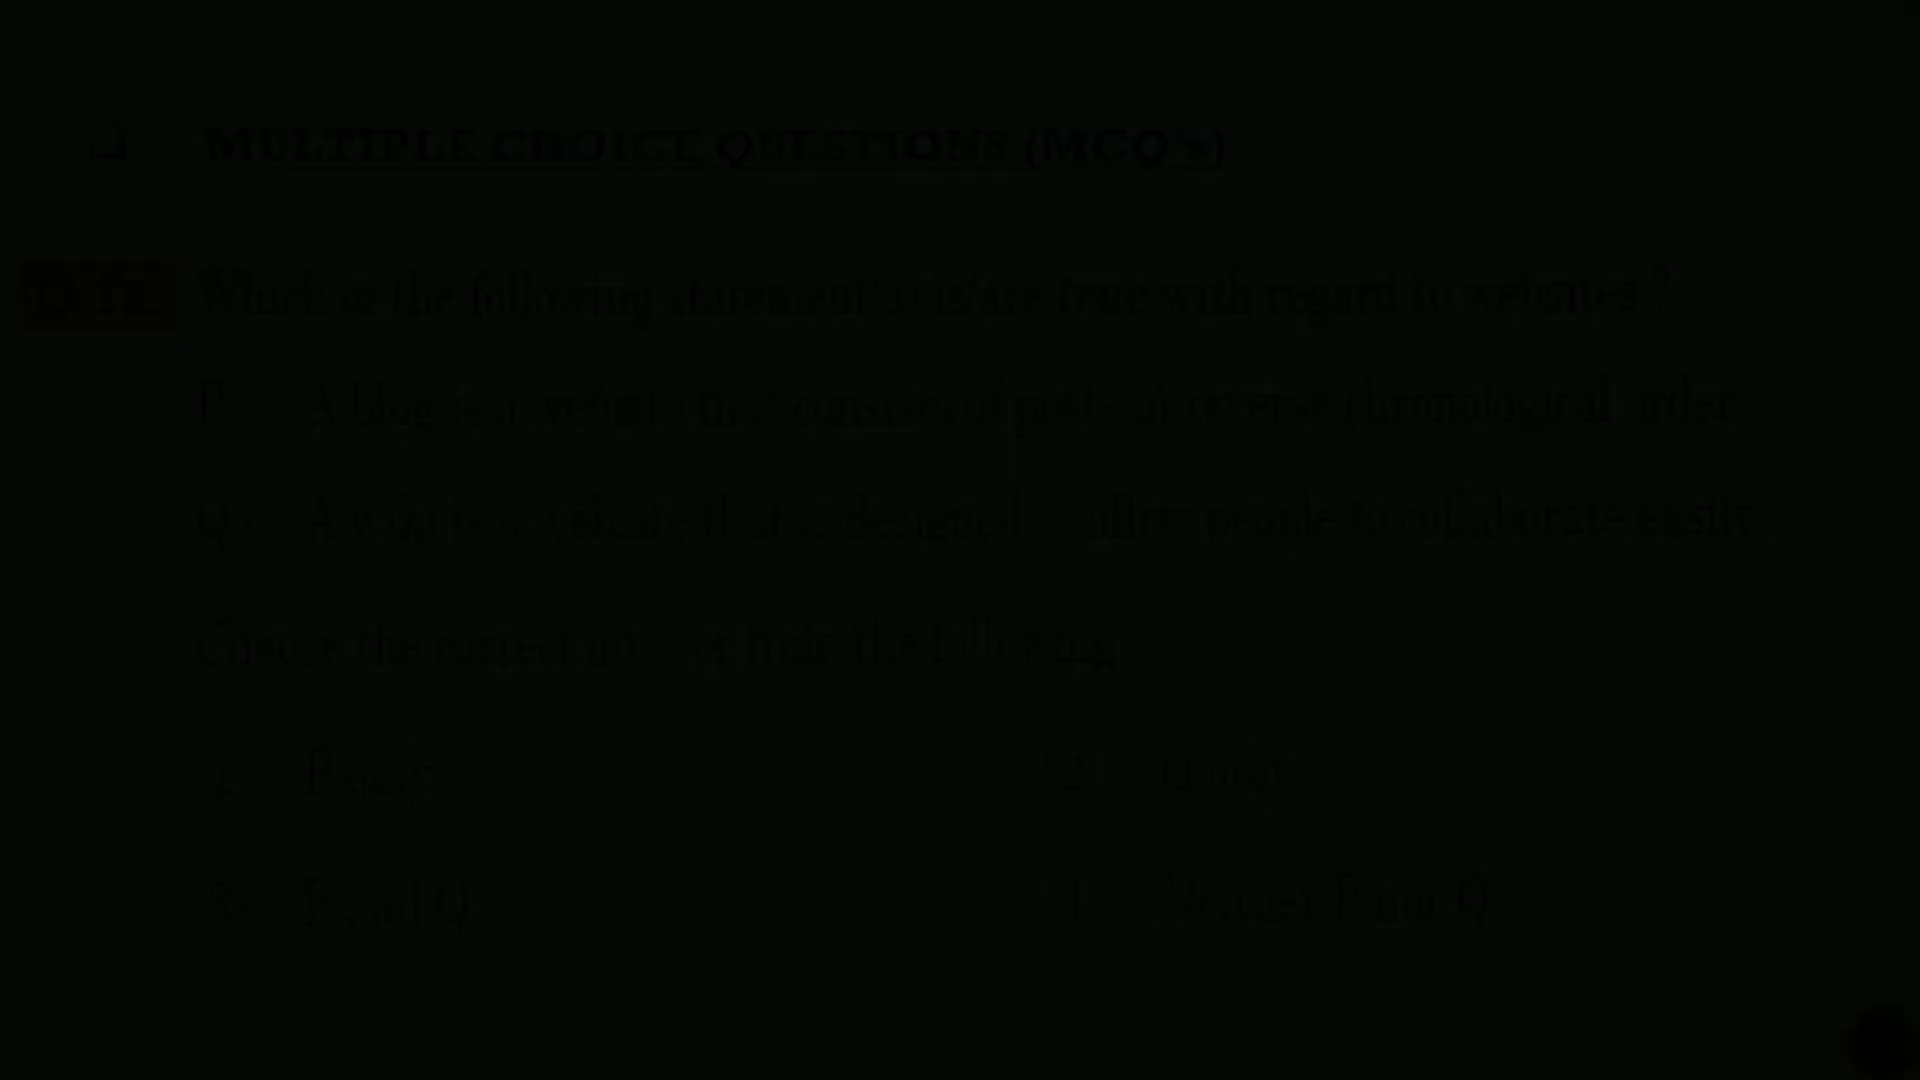 ❑ MULTIPLE CHOICE QUESTIONS (MCQ's)
Q. 12. Which of the following statement(s) is/are true with regard to websites ?
P : A blog is a website that consists of posts in reverse chronological order.
Q : A wiki is a website that is designed to allow people to collaborate easily.
Choose the correct answer from the following
(1) P only (2) Q only
(3) P and Q (4) Neither P nor Q